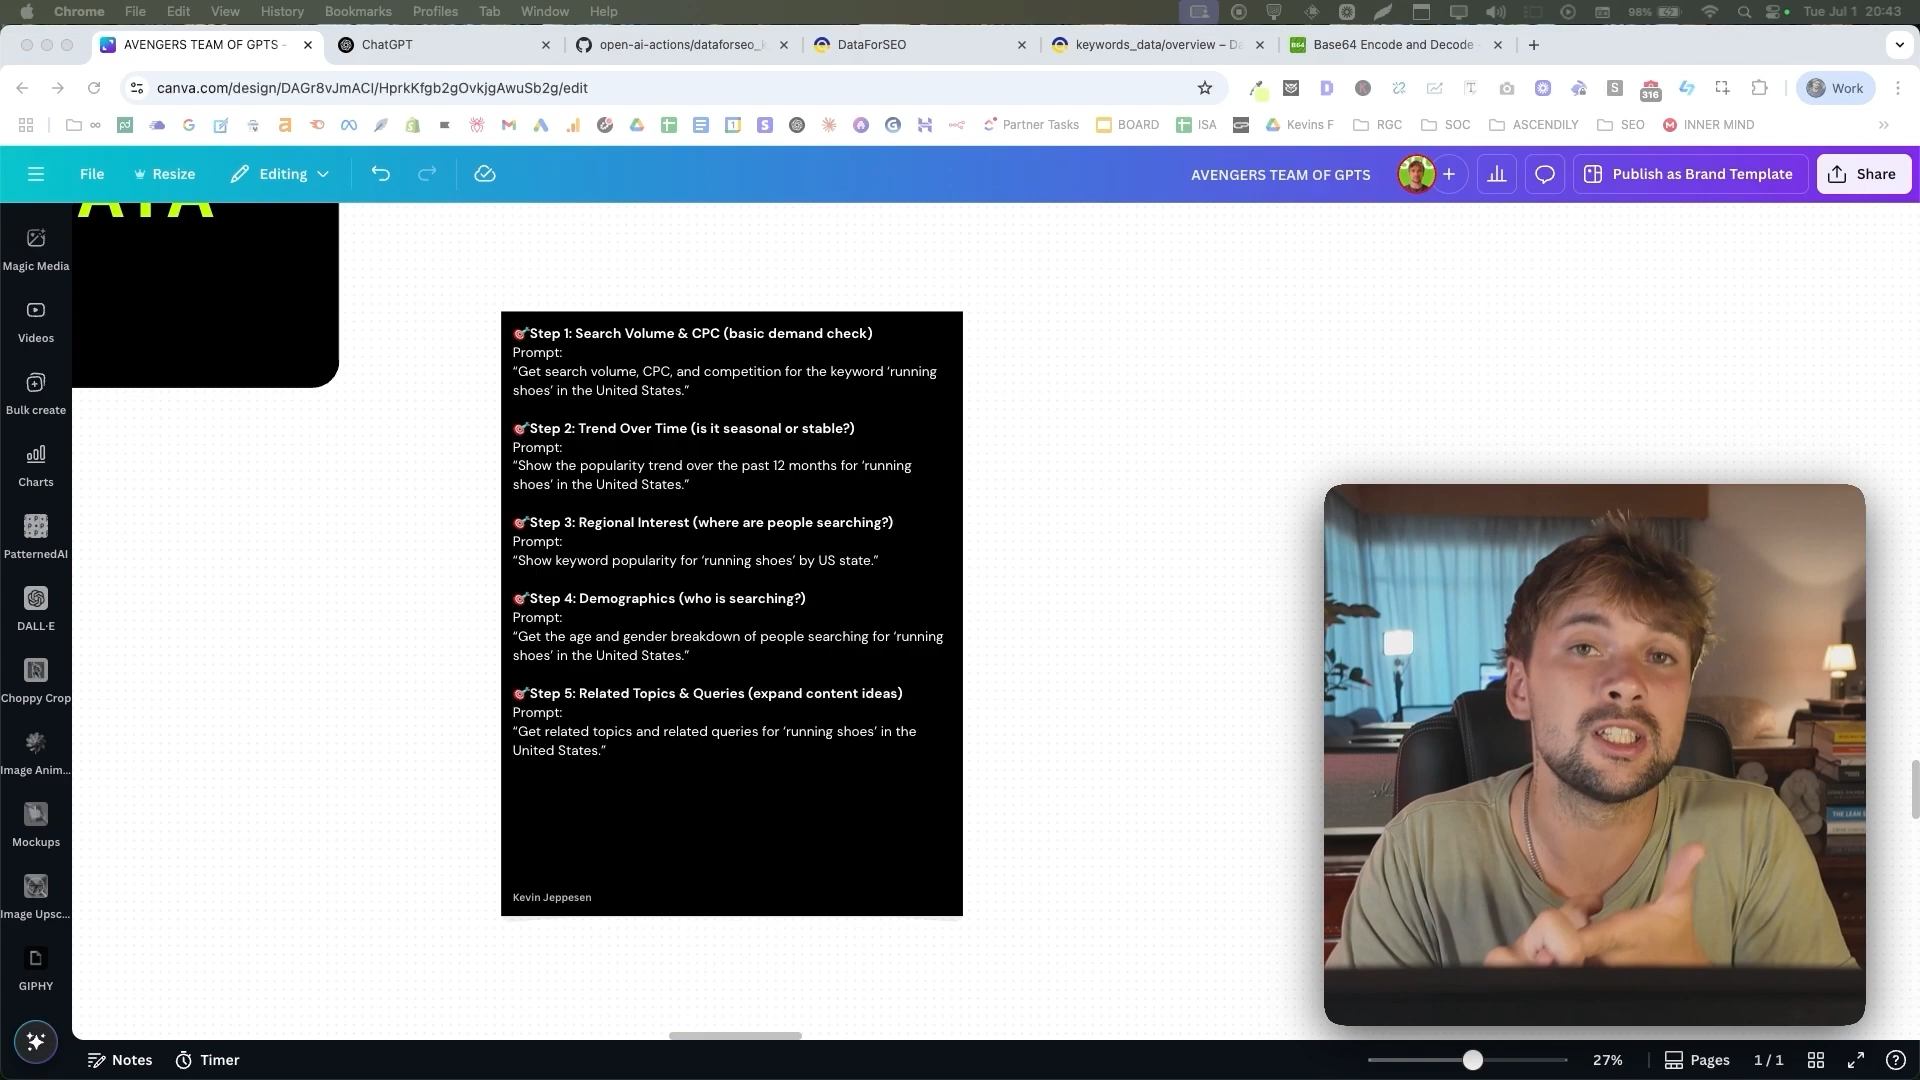 Chrome File Edit View History Bookmarks Profiles Tab Window Help 98% Tue Jul 1 20:43
AVENGERS TEAM OF GPTS - ChatGPT open-ai-actions/dataforseo_k DataForSEO keywords_data/overview – Da Base64 Encode and Decode
canva.com/design/DAGr8vJmACI/HprkKfgb2gOvkjgAwuSb2g/edit
316 Work
Partner Tasks BOARD ISA Kevins F RGC SOC ASCENDILY SEO INNER MIND
File Resize Editing AVENGERS TEAM OF GPTS Publish as Brand Template Share
Magic Media
Videos
Bulk create
Charts
PatternedAI
DALL·E
Choppy Crop
Image Anim...
Mockups
Image Upsc...
GIPHY
🎯Step 1: Search Volume & CPC (basic demand check)
Prompt:
“Get search volume, CPC, and competition for the keyword ‘running
shoes’ in the United States.”
🎯Step 2: Trend Over Time (is it seasonal or stable?)
Prompt:
“Show the popularity trend over the past 12 months for ‘running
shoes’ in the United States.”
🎯Step 3: Regional Interest (where are people searching?)
Prompt:
“Show keyword popularity for ‘running shoes’ by US state.”
🎯Step 4: Demographics (who is searching?)
Prompt:
“Get the age and gender breakdown of people searching for ‘running
shoes’ in the United States.”
🎯Step 5: Related Topics & Queries (expand content ideas)
Prompt:
“Get related topics and related queries for ‘running shoes’ in the
United States.”
Kevin Jeppesen
Notes Timer 27% Pages 1 / 1